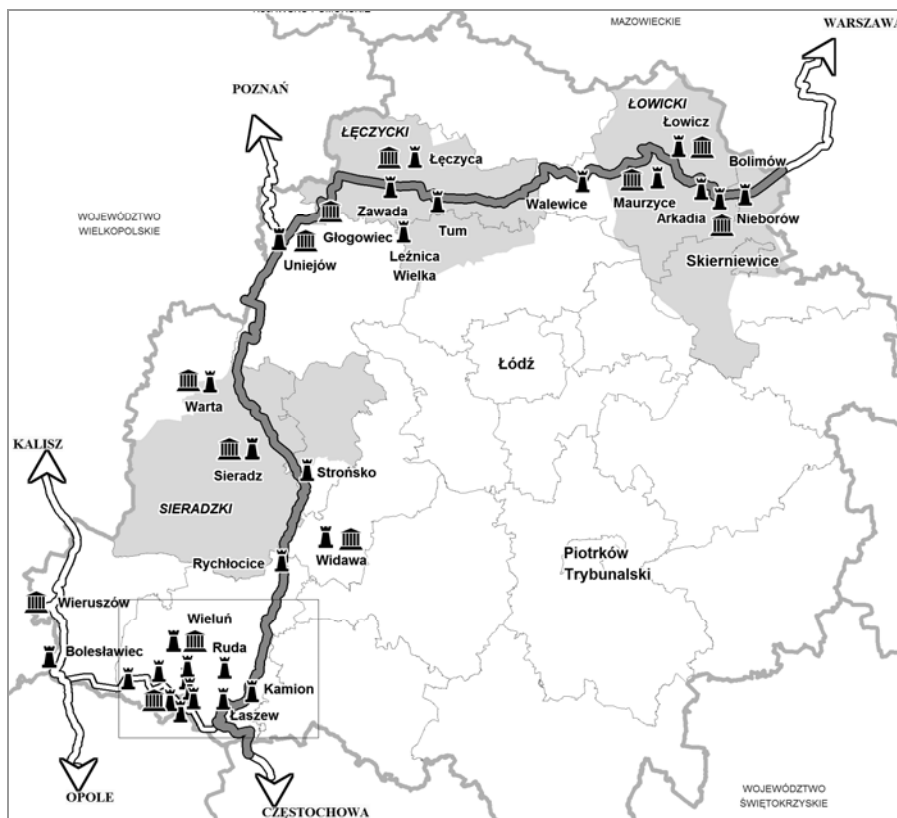 MAZOWIECKIE
WARSZAWA
POZNAŃ
ŁOWICKI
Łowicz
ŁĘCZYCKI
Łęczyca
Bolimów
Zawada
Walewice
Maurzyce
Arkadia
Nieborów
WOJEWÓDZTWO
WIELKOPOLSKIE
Głogowiec
Tum
Uniejów
Leźnica
Wielka
Skierniewice
Łódź
Warta
KALISZ
Sieradz
Strońsko
SIERADZKI
Rychłocice
Widawa
Piotrków
Trybunalski
Wieruszów
Wieluń
Bolesławiec
Ruda
Kamion
Łaszew
OPOLE
CZĘSTOCHOWA
WOJEWÓDZTWO
ŚWIĘTOKRZYSKIE